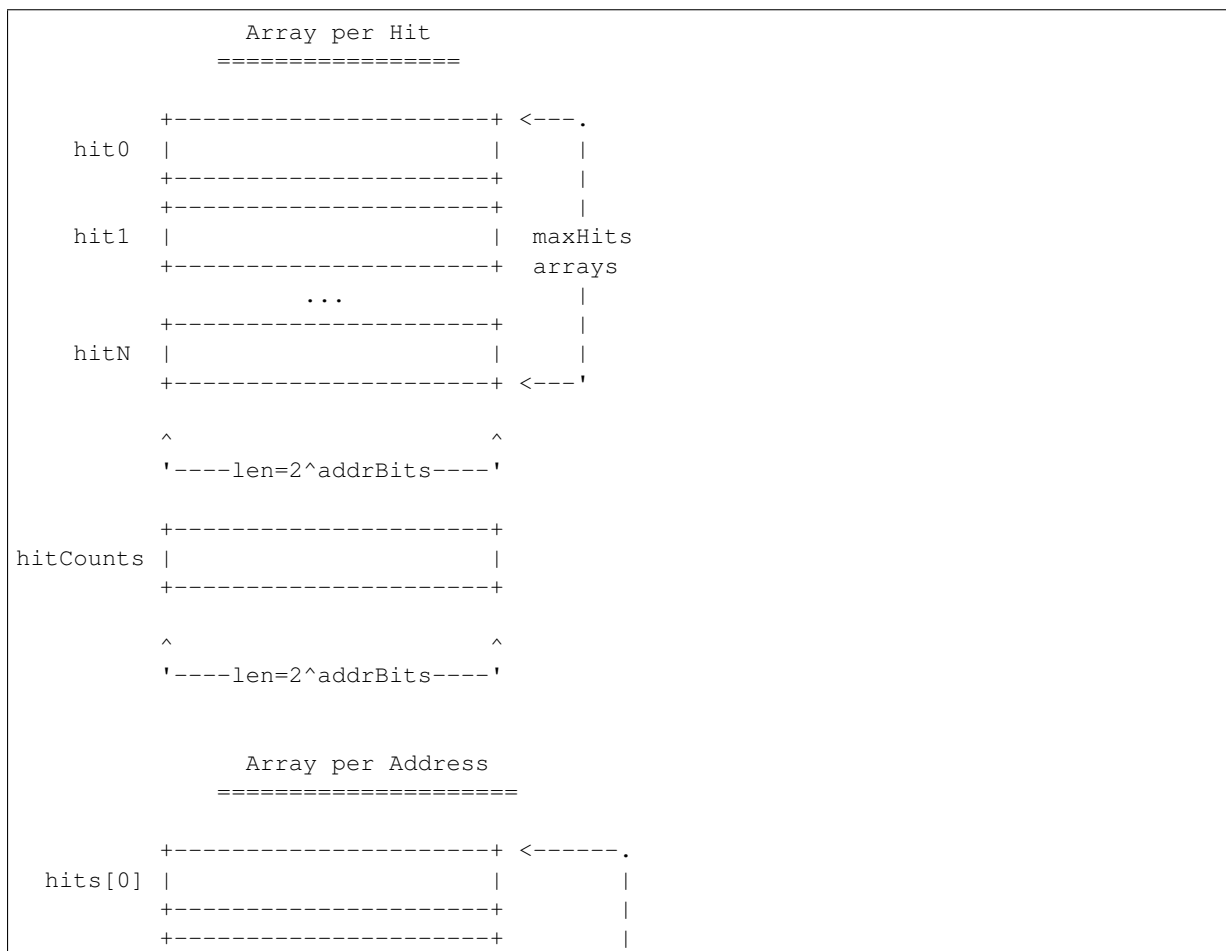 Array per Hit
              =================

          +----------------------+ <---.
    hit0  |                      |     |
          +----------------------+     |
          +----------------------+     |
    hit1  |                      |  maxHits
          +----------------------+  arrays
                    ...                |
          +----------------------+     |
    hitN  |                      |     |
          +----------------------+ <---'

          ^                      ^
          '----len=2^addrBits----'

          +----------------------+
hitCounts |                      |
          +----------------------+

          ^                      ^
          '----len=2^addrBits----'


                Array per Address
              =====================

          +----------------------+ <------.
  hits[0] |                      |        |
          +----------------------+        |
          +----------------------+        |